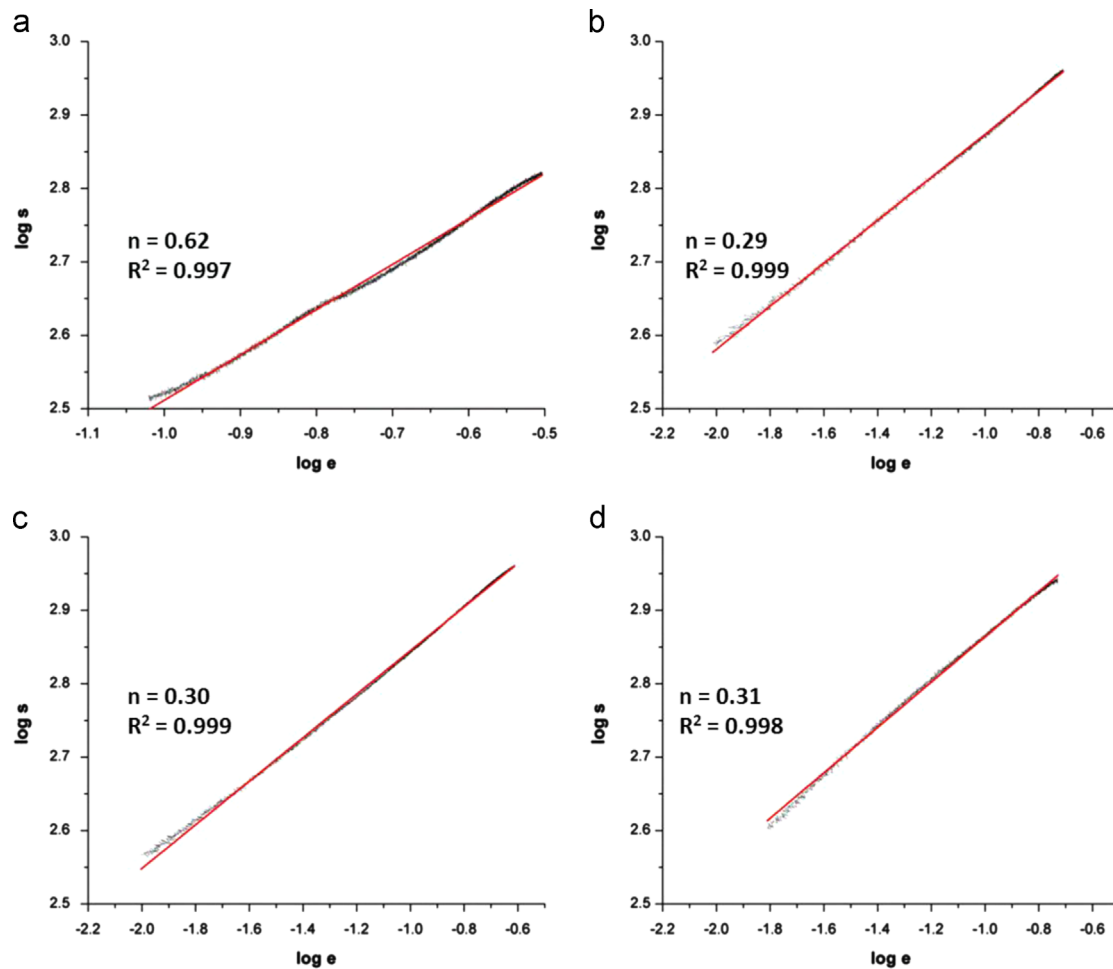 a
3.0
2.9
2.8
2.7
2.6
2.5
log s
n = 0.62
R² = 0.997
-1.1 -1.0 -0.9 -0.8 -0.7 -0.6 -0.5
log e
b
3.0
2.9
2.8
2.7
2.6
2.5
log s
n = 0.29
R² = 0.999
-2.2 -2.0 -1.8 -1.6 -1.4 -1.2 -1.0 -0.8 -0.6
log e
c
3.0
2.9
2.8
2.7
2.6
2.5
log s
n = 0.30
R² = 0.999
-2.2 -2.0 -1.8 -1.6 -1.4 -1.2 -1.0 -0.8 -0.6
log e
d
3.0
2.9
2.8
2.7
2.6
2.5
log s
n = 0.31
R² = 0.998
-2.2 -2.0 -1.8 -1.6 -1.4 -1.2 -1.0 -0.8 -0.6
log e